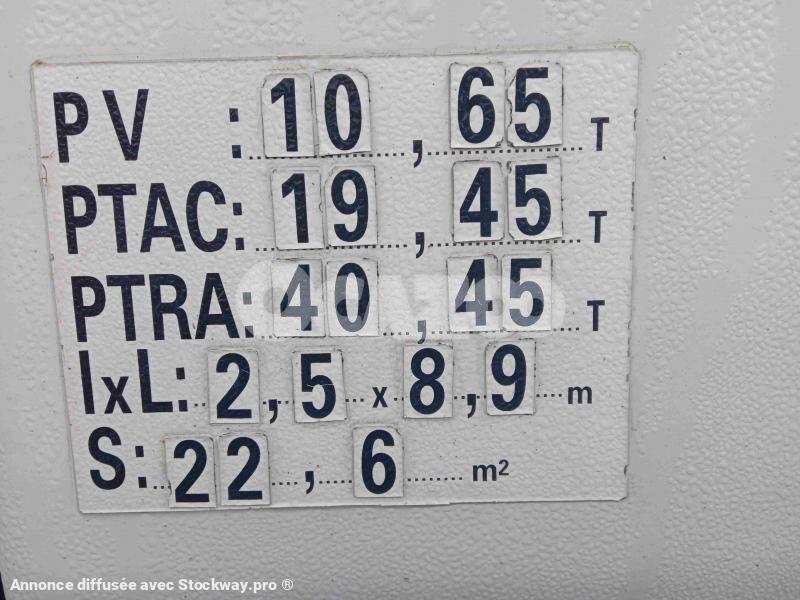 PV : 10,65 T
PTAC: 19,45 T
PTRA: 40,45 T
lxL: 2,5 x 8,9 m
S: 22,6 m²
Annonce diffusée avec Stockway.pro ®